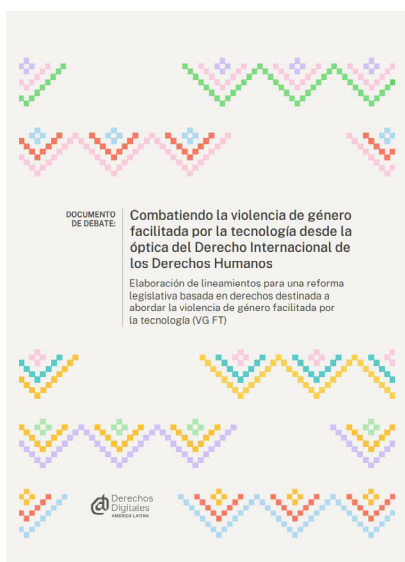 DOCUMENTO
DE DEBATE:
Combatiendo la violencia de género
facilitada por la tecnología desde la
óptica del Derecho Internacional de
los Derechos Humanos
Elaboración de lineamientos para una reforma
legislativa basada en derechos destinada a
abordar la violencia de género facilitada por
la tecnología (VG FT)
Derechos
Digitales
AMÉRICA LATINA